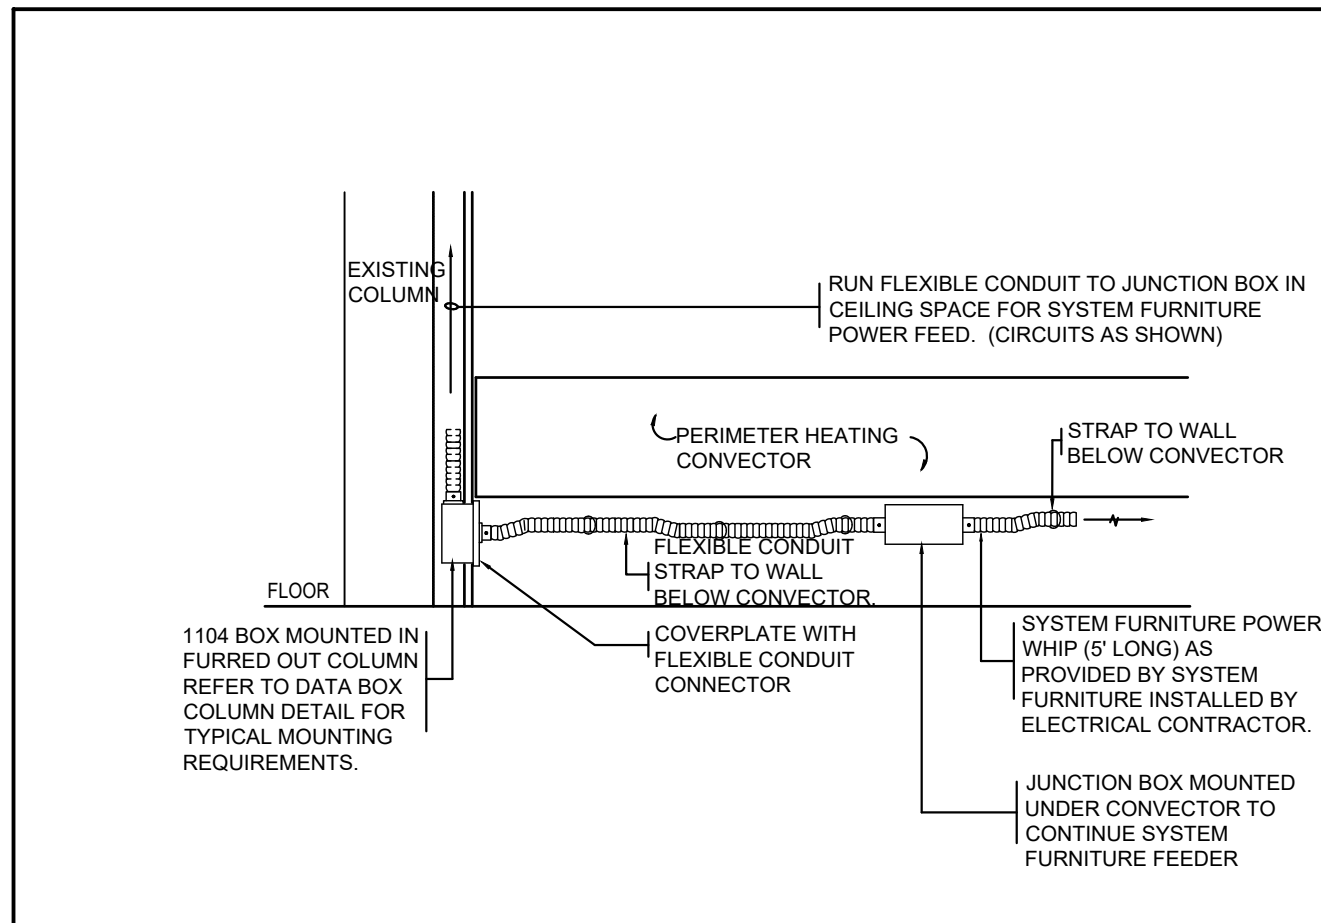 EXISTING
COLUMN
RUN FLEXIBLE CONDUIT TO JUNCTION BOX IN
CEILING SPACE FOR SYSTEM FURNITURE
POWER FEED.  (CIRCUITS AS SHOWN)
PERIMETER HEATING
CONVECTOR
STRAP TO WALL
BELOW CONVECTOR
FLEXIBLE CONDUIT
STRAP TO WALL
BELOW CONVECTOR.
FLOOR
1104 BOX MOUNTED IN
FURRED OUT COLUMN
REFER TO DATA BOX
COLUMN DETAIL FOR
TYPICAL MOUNTING
REQUIREMENTS.
COVERPLATE WITH
FLEXIBLE CONDUIT
CONNECTOR
SYSTEM FURNITURE POWER
WHIP (5' LONG) AS
PROVIDED BY SYSTEM
FURNITURE INSTALLED BY
ELECTRICAL CONTRACTOR.
JUNCTION BOX MOUNTED
UNDER CONVECTOR TO
CONTINUE SYSTEM
FURNITURE FEEDER